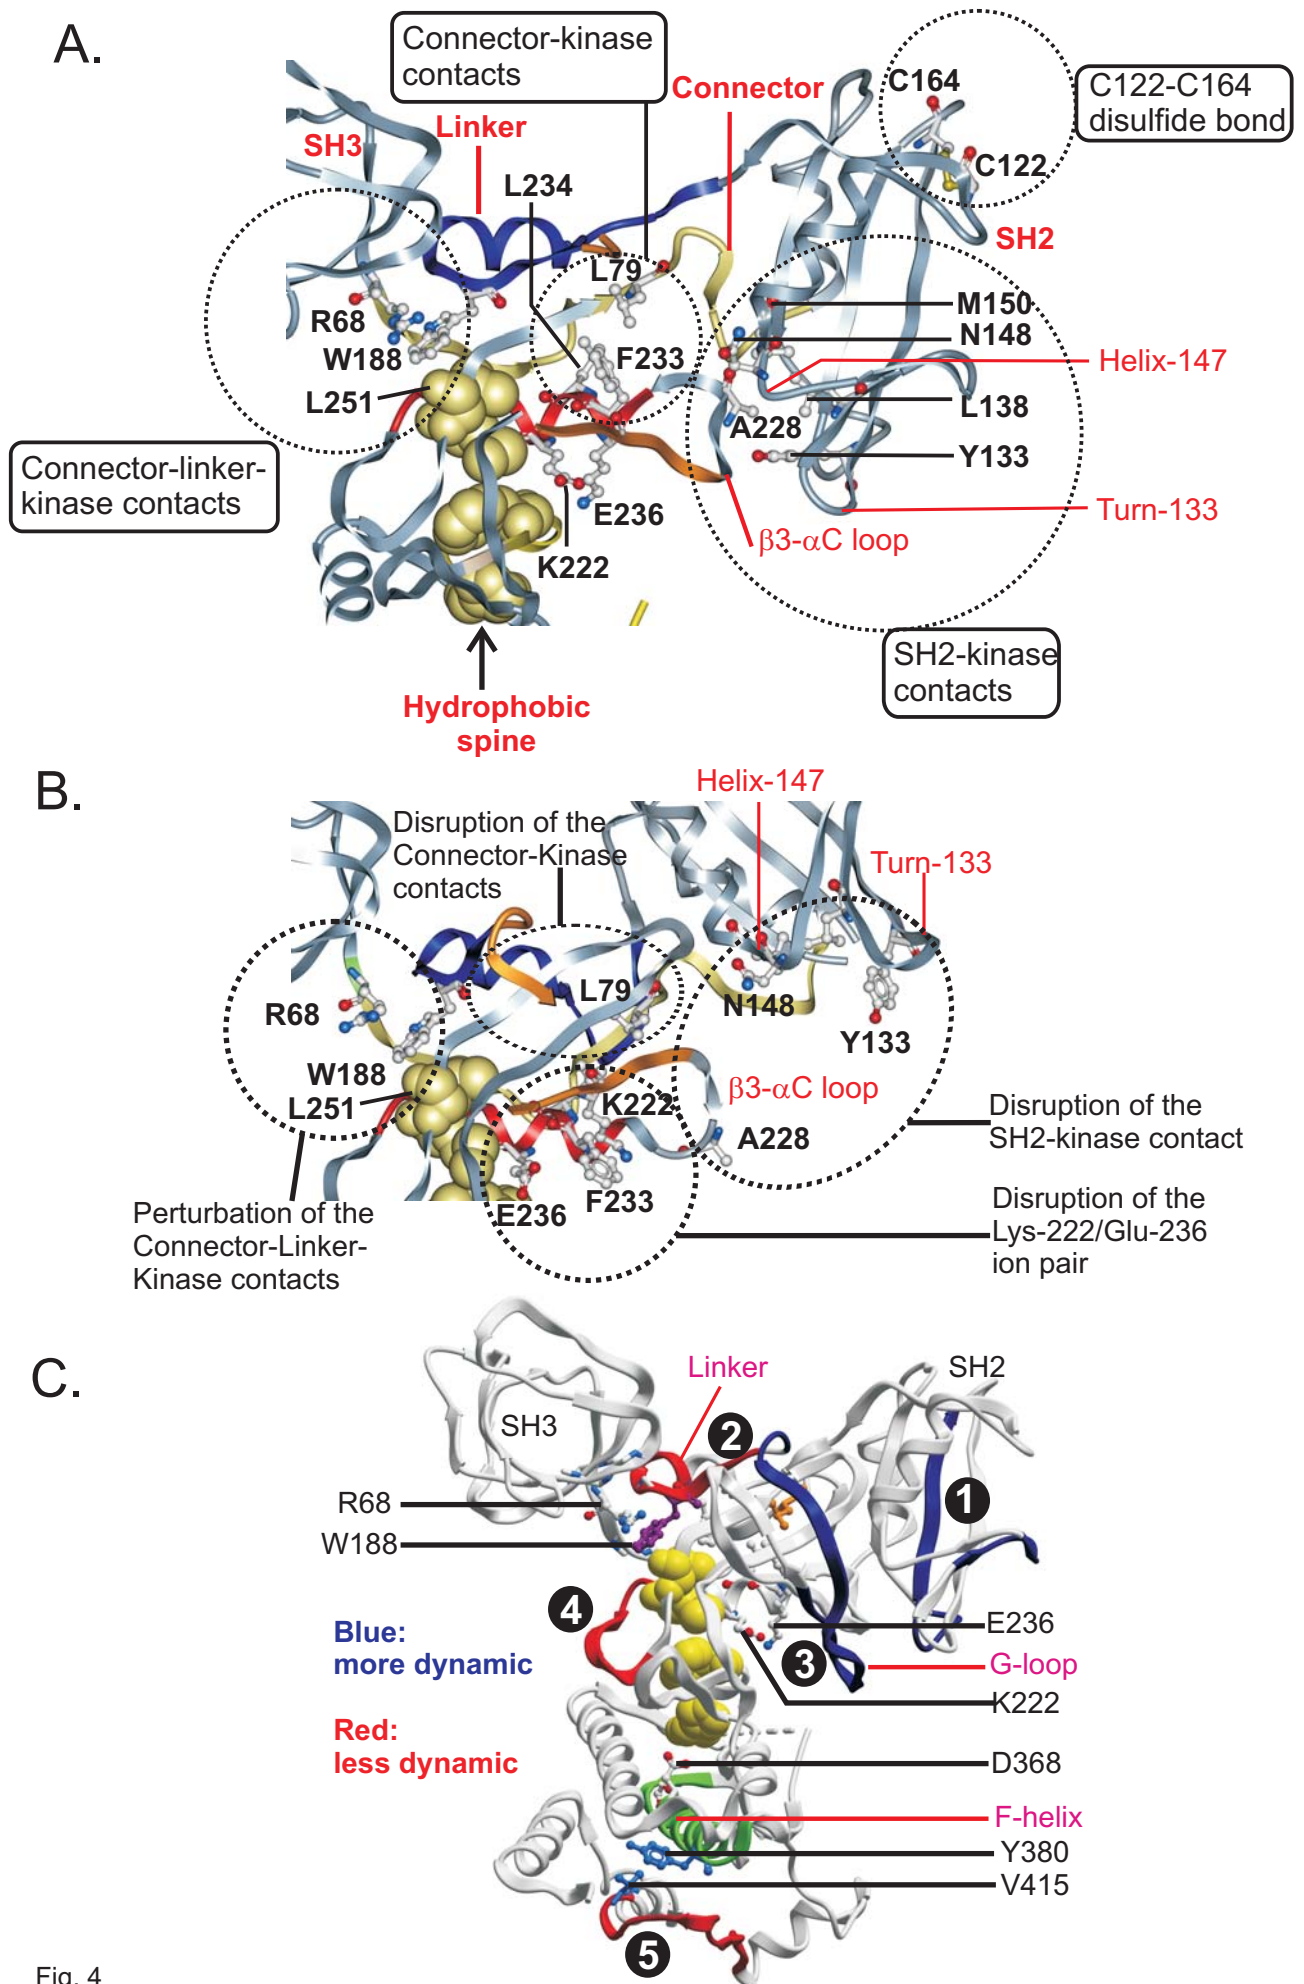 A.
Connector-kinase
contacts
Connector
C164
C122-C164
disulfide bond
Linker
SH3
L234
C122
SH2
L79
M150
R68
N148
W188
F233
Helix-147
L251
L138
A228
Connector-linker-
kinase contacts
Y133
E236
Turn-133
β3-αC loop
K222
SH2-kinase
contacts
Hydrophobic
spine
B.
Helix-147
Disruption of the
Connector-Kinase
contacts
Turn-133
L79
N148
R68
Y133
W188
L251
K222
β3-αC loop
A228
Disruption of the
SH2-kinase contact
E236
F233
Perturbation of the
Connector-Linker-
Kinase contacts
Disruption of the
Lys-222/Glu-236
ion pair
C.
Linker
SH2
SH3
2
1
R68
W188
4
E236
Blue:
more dynamic
3
G-loop
K222
Red:
less dynamic
D368
F-helix
Y380
V415
5
Fig. 4